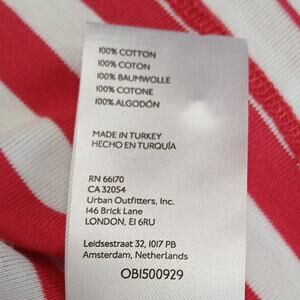 100% COTTON
100% COTON
100% BAUMWOLLE
100% COTONE
100% ALGODÓN
MADE IN TURKEY
HECHO EN TURQUÍA
RN 66170
CA 32054
Urban Outfitters, Inc.
146 Brick Lane
LONDON, E1 6RU
Leidsestraat 32, 1017 PB
Amsterdam, Netherlands
OB1500929